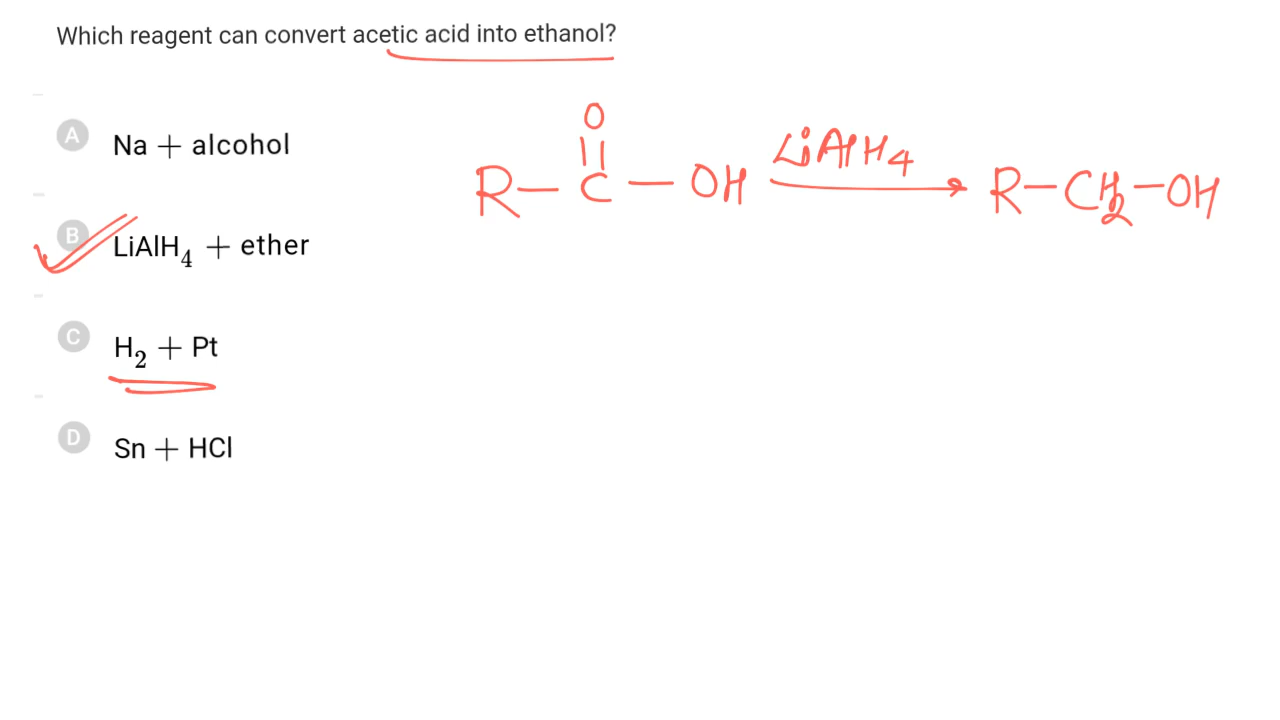 Which reagent can convert acetic acid into ethanol?
A Na + alcohol
B LiAlH₄ + ether
C H₂ + Pt
D Sn + HCl
O
||
R – C – OH LiAlH₄ → R – CH₂ – OH